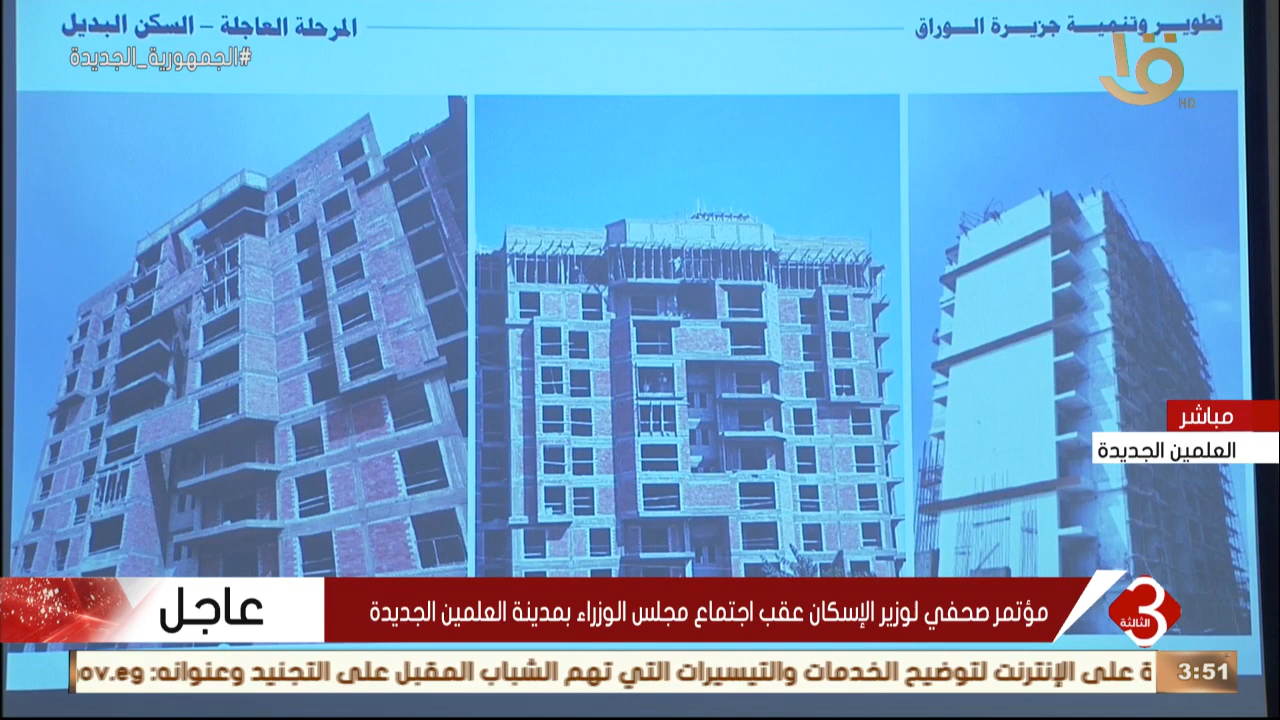 تطوير وتنمية جزيرة الوراق
المرحلة العاجلة – السكن البديل
#الجمهورية_الجديدة
HD
مباشر
العلمين الجديدة
3
الثالثة
مؤتمر صحفي لوزير الإسكان عقب اجتماع مجلس الوزراء بمدينة العلمين الجديدة
عاجل
3:51
ة على الإنترنت لتوضيح الخدمات والتيسيرات التي تهم الشباب المقبل على التجنيد وعنوانه: ov.eg